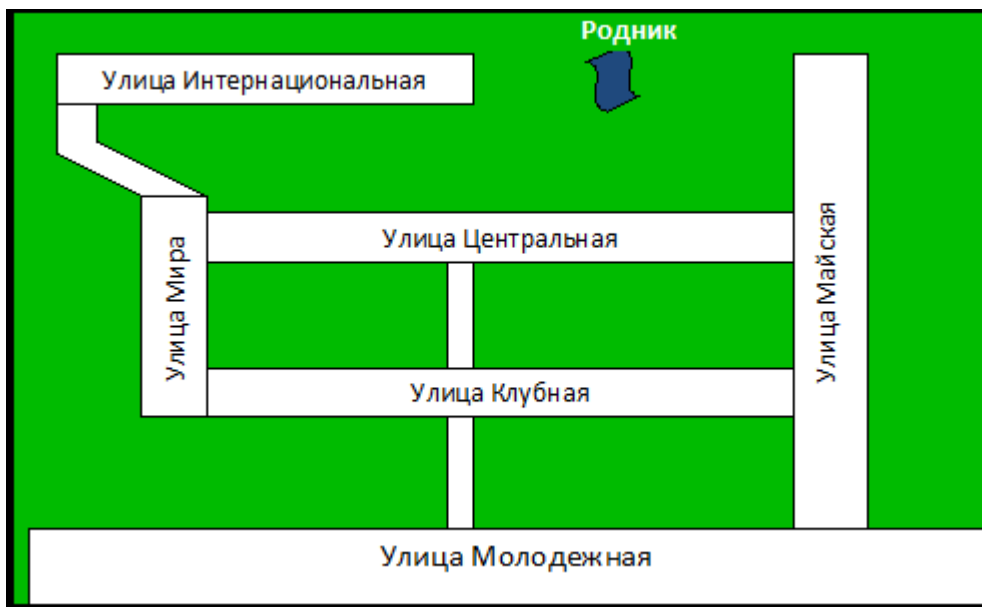 Родник
Улица Интернациональная
Улица Центральная
Улица Мира
Улица Майская
Улица Клубная
Улица Молодежная